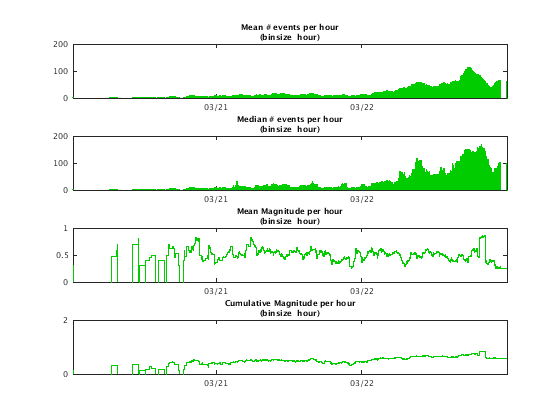 Mean # events per hour
(binsize  hour)
200
100
0
03/21
03/22
Median # events per hour
(binsize  hour)
200
100
0
03/21
03/22
Mean Magnitude per hour
(binsize  hour)
1
0.5
0
03/21
03/22
Cumulative Magnitude per hour
(binsize  hour)
2
0
03/21
03/22